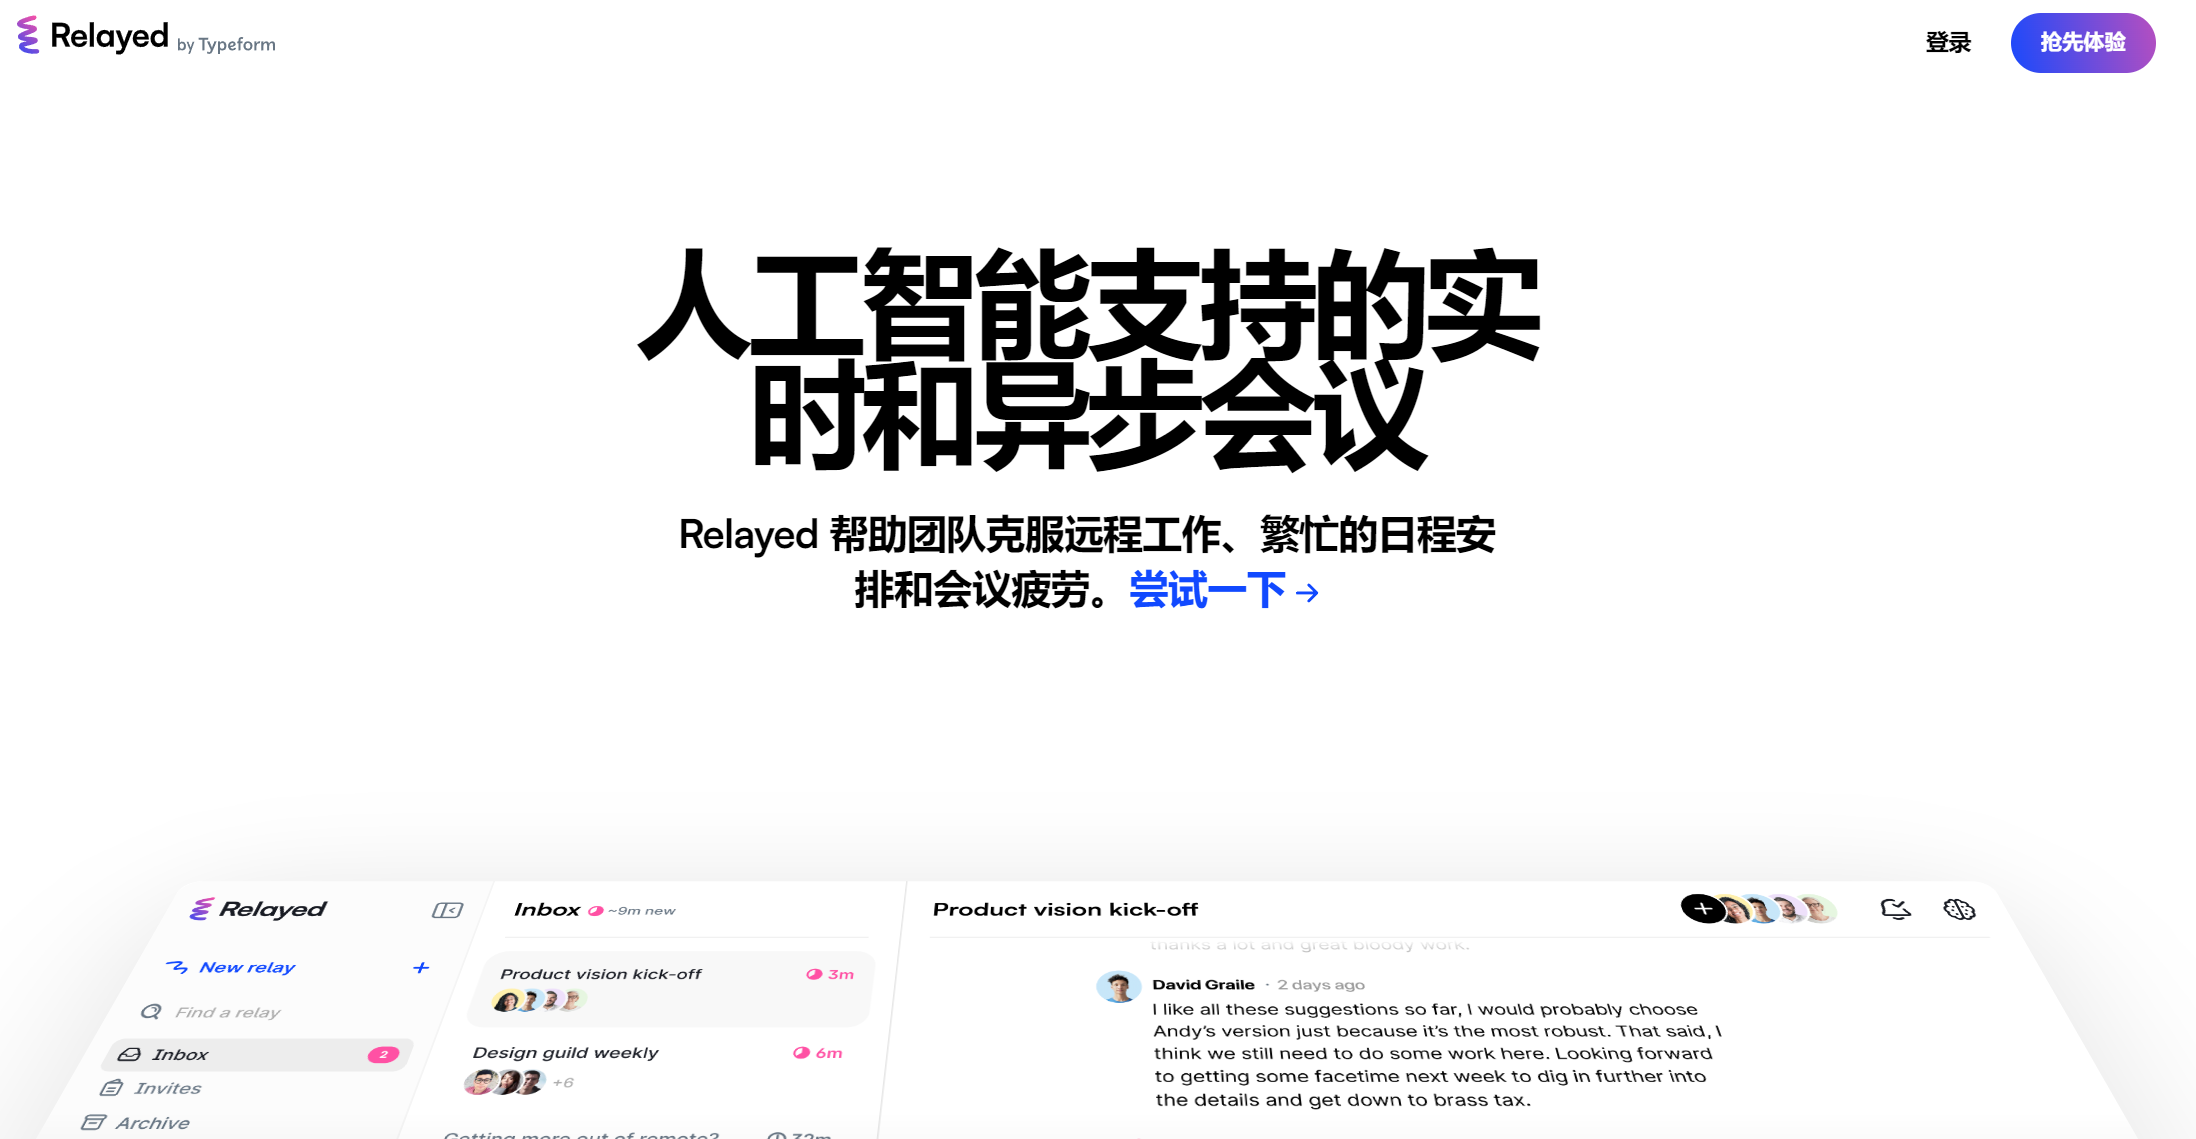 Relayed by Typeform
登录
抢先体验
人工智能支持的实
时和异步会议
Relayed 帮助团队克服远程工作、繁忙的日程安
排和会议疲劳。尝试一下 →
Relayed
New relay +
Find a relay
Inbox 2
Invites
Archive
Inbox ~9m new
Product vision kick-off 3m
Design guild weekly 6m
+6
Getting more out of remote? 32m
Product vision kick-off
thanks a lot and great bloody work.
David Graile · 2 days ago
I like all these suggestions so far, I would probably choose
Andy’s version just because it’s the most robust. That said, I
think we still need to do some work here. Looking forward
to getting some facetime next week to dig in further into
the details and get down to brass tax.